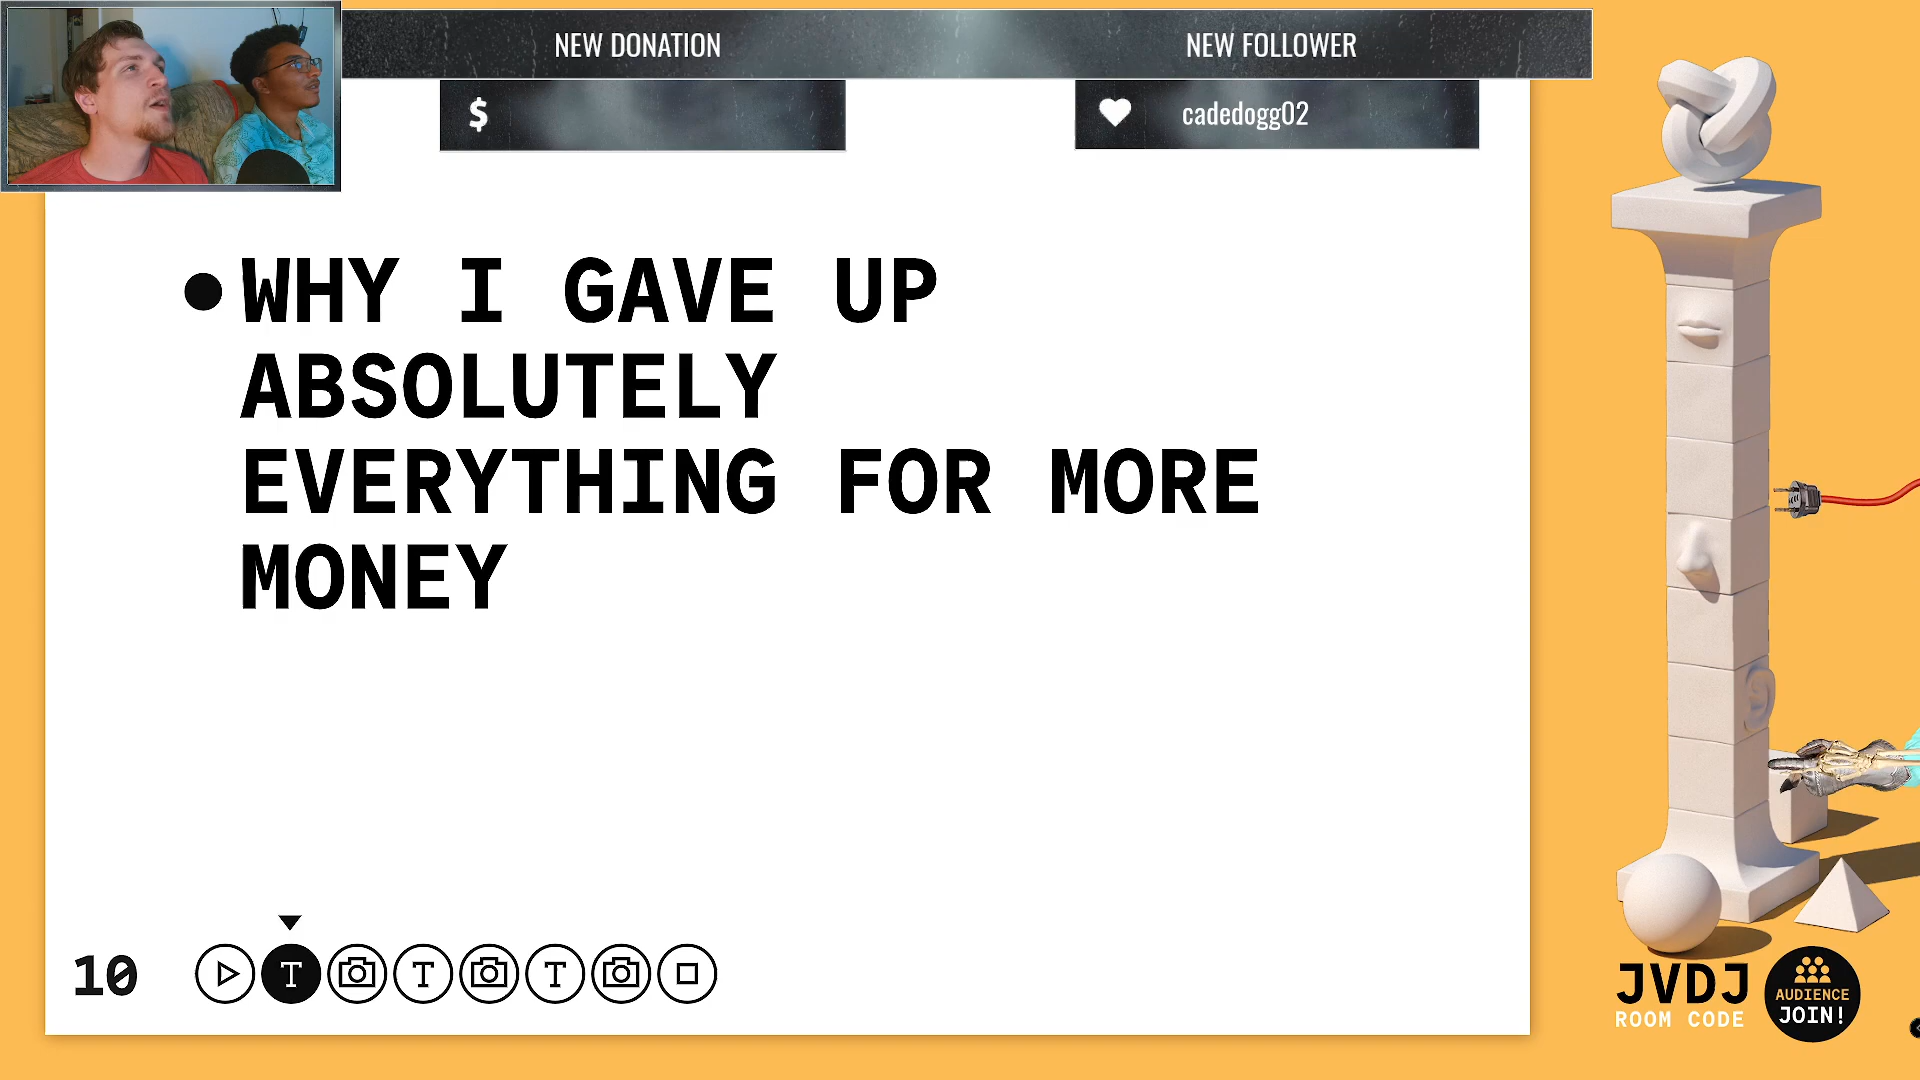 NEW DONATION
NEW FOLLOWER
$
cadedogg02
• WHY I GAVE UP
ABSOLUTELY
EVERYTHING FOR MORE
MONEY
10
T
T
T
JVDJ
ROOM CODE
AUDIENCE
JOIN!